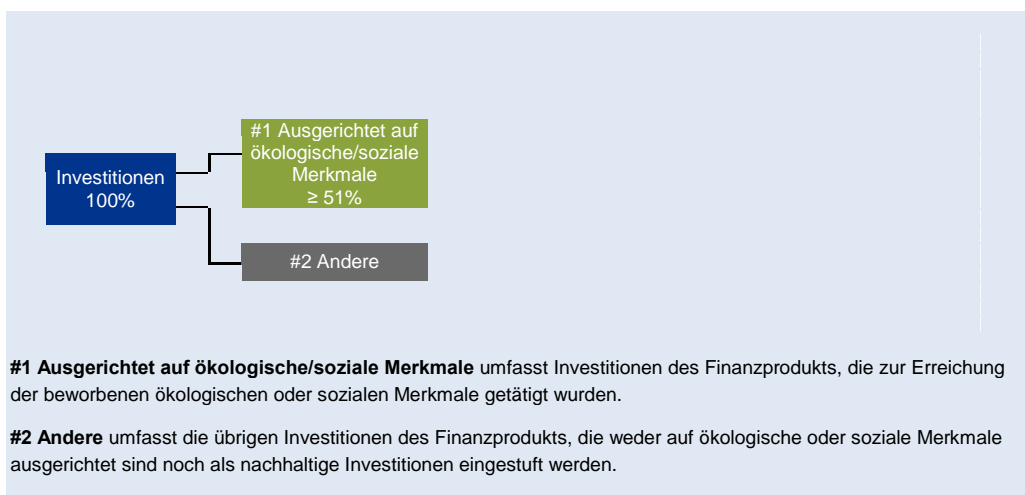 #1 Ausgerichtet auf
ökologische/soziale
Merkmale
≥ 51%
Investitionen
100%
#2 Andere
#1 Ausgerichtet auf ökologische/soziale Merkmale umfasst Investitionen des Finanzprodukts, die zur Erreichung
der beworbenen ökologischen oder sozialen Merkmale getätigt wurden.
#2 Andere umfasst die übrigen Investitionen des Finanzprodukts, die weder auf ökologische oder soziale Merkmale
ausgerichtet sind noch als nachhaltige Investitionen eingestuft werden.